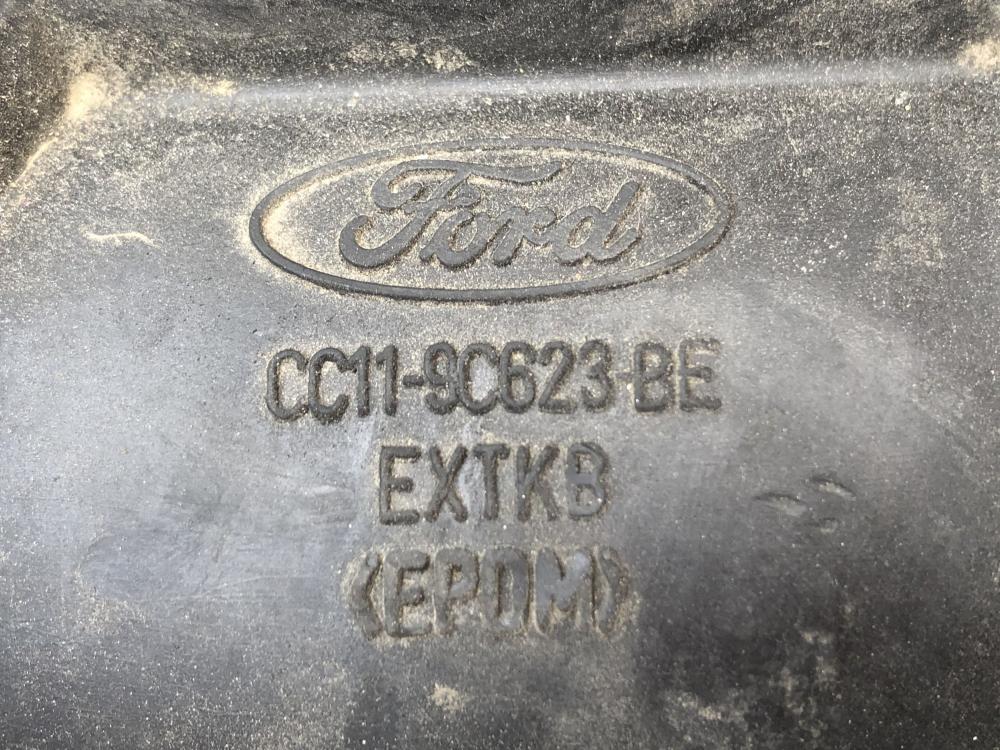 Ford
CC11-9C623-BE
EXTKB
(EPDM)